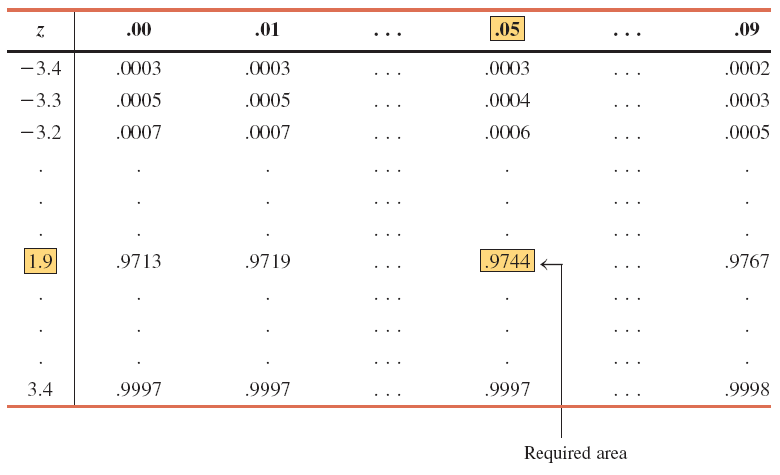 z .00 .01 . . . .05 . . . .09
−3.4 .0003 .0003 . . . .0003 . . . .0002
−3.3 .0005 .0005 . . . .0004 . . . .0003
−3.2 .0007 .0007 . . . .0006 . . . .0005
. . . . . . . . . . .
. . . . . . . . . . .
. . . . . . . . . . .
1.9 .9713 .9719 . . . .9744 ← . . . .9767
. . . . . . . . . . .
. . . . . . . . . . .
. . . . . . . . . . .
3.4 .9997 .9997 . . . .9997 . . . .9998
Required area